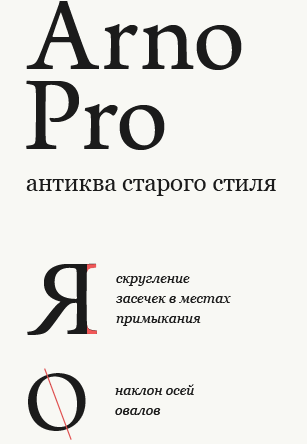 Arno
Pro
антиква старого стиля
Я
скругление
засечек в местах
примыкания
О
наклон осей
овалов